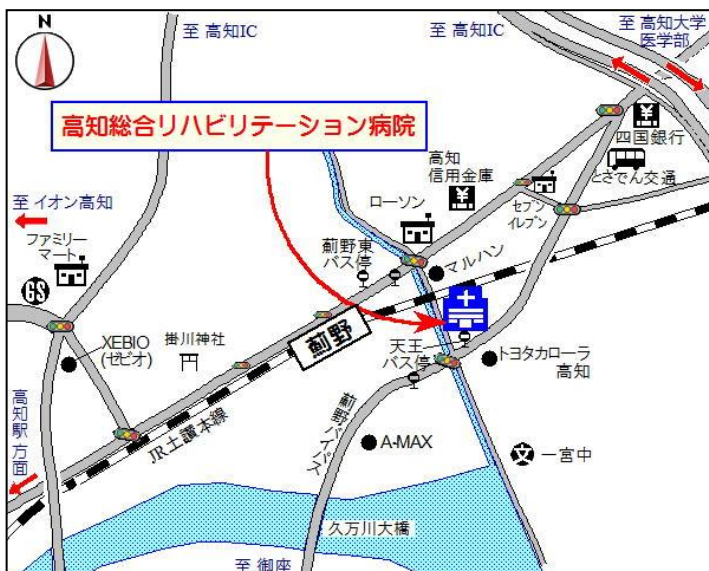 N
至 高知IC
至 高知IC
至 高知大学
医学部
高知総合リハビリテーション病院
四国銀行
とさでん交通
高知
信用金庫
セブン
イレブン
ローソン
至 イオン高知
ファミリー
マート
GS
薊野東
バス停
マルハン
XEBIO
(ゼビオ)
掛川神社
薊野
天王
バス停
トヨタカローラ
高知
高知駅方面
JR土讃本線
薊野バイパス
A-MAX
文
一宮中
久万川大橋
至 御座